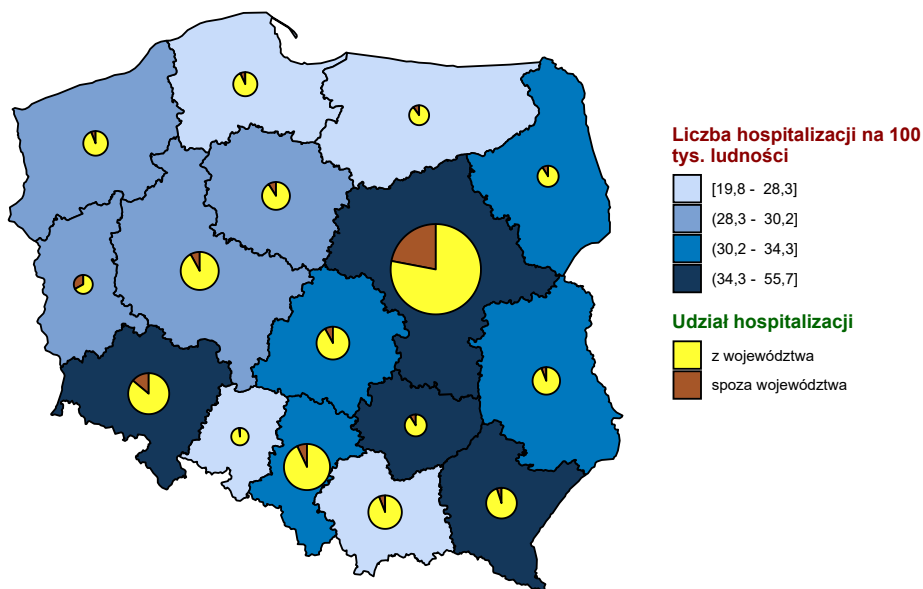 Liczba hospitalizacji na 100
tys. ludności
[19,8 - 28,3]
(28,3 - 30,2]
(30,2 - 34,3]
(34,3 - 55,7]
Udział hospitalizacji
z województwa
spoza województwa